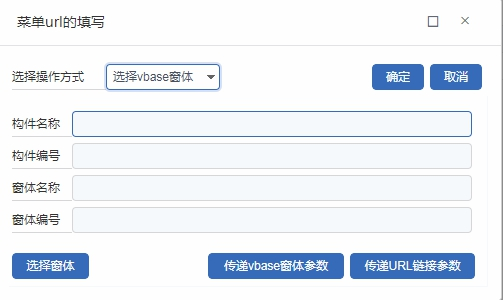 菜单url的填写
选择操作方式 选择vbase窗体 确定 取消
构件名称
构件编号
窗体名称
窗体编号
选择窗体 传递vbase窗体参数 传递URL链接参数